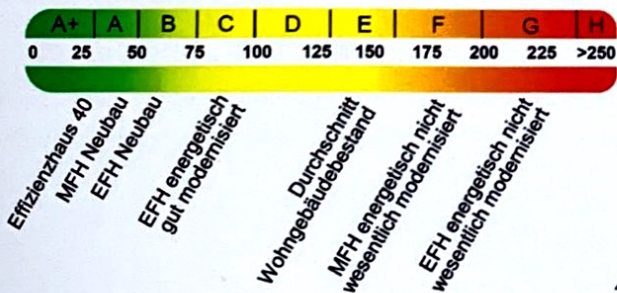 A+ A B C D E F G H
0 25 50 75 100 125 150 175 200 225 >250
Effizienzhaus 40
MFH Neubau
EFH Neubau
EFH energetisch
gut modernisiert
Durchschnitt
Wohngebäudebestand
MFH energetisch nicht
wesentlich modernisiert
EFH energetisch nicht
wesentlich modernisiert